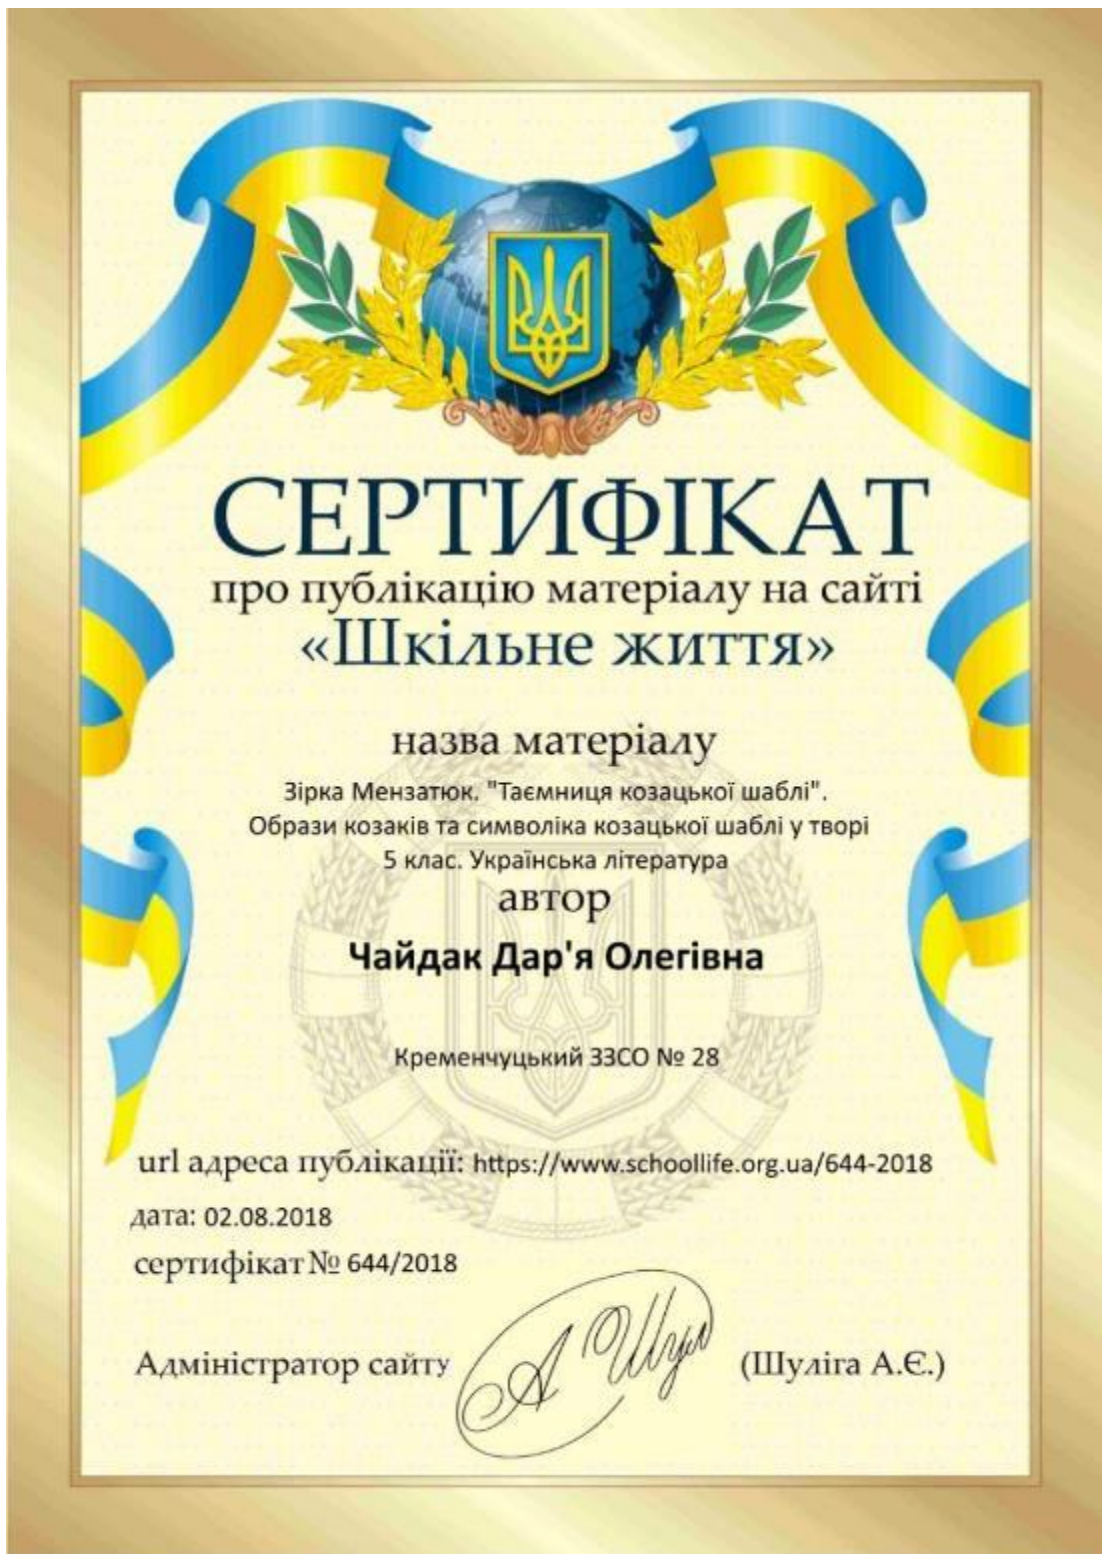 СЕРТИФІКАТ
про публікацію матеріалу на сайті
«Шкільне життя»
назва матеріалу
Зірка Мензатюк. "Таємниця козацької шаблі".
Образи козаків та символіка козацької шаблі у творі
5 клас. Українська література
автор
Чайдак Дар'я Олегівна
Кременчуцький ЗЗСО № 28
url адреса публікації: https://www.schoollife.org.ua/644-2018
дата: 02.08.2018
сертифікат № 644/2018
Адміністратор сайту А Шул (Шуліга А.Є.)